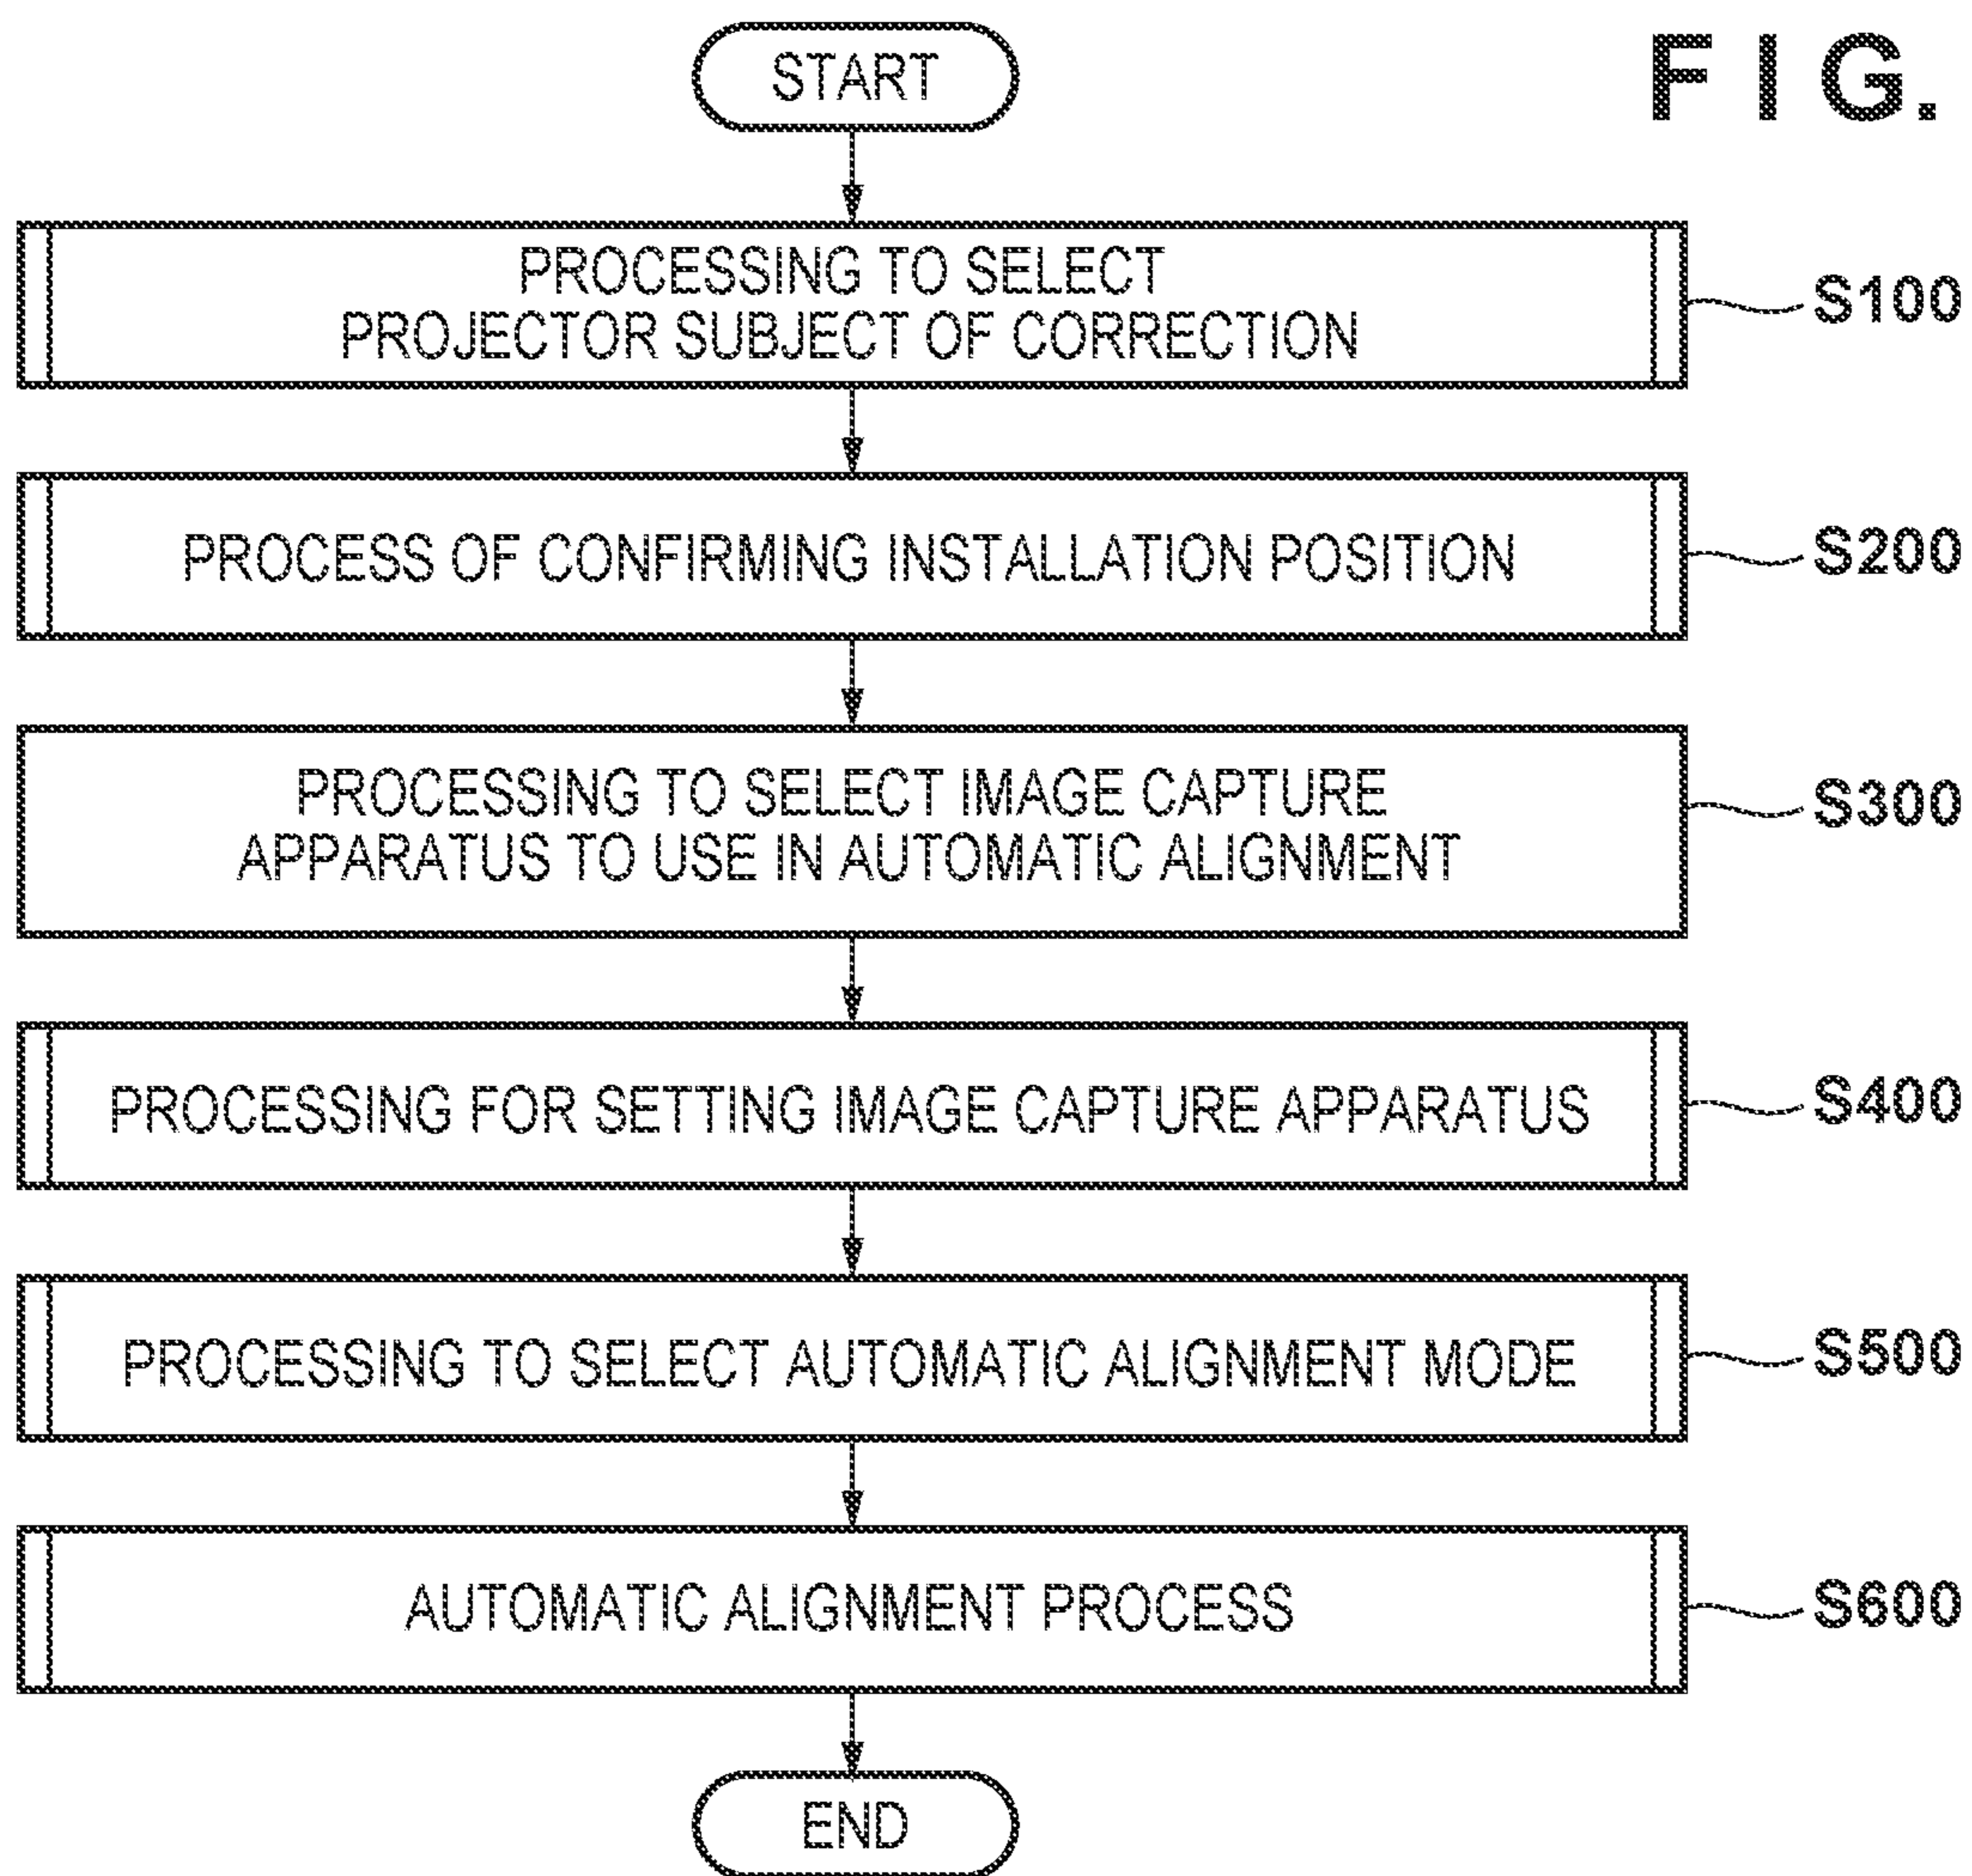 FIG.
START
PROCESSING TO SELECT
PROJECTOR SUBJECT OF CORRECTION
S100
PROCESS OF CONFIRMING INSTALLATION POSITION
S200
PROCESSING TO SELECT IMAGE CAPTURE
APPARATUS TO USE IN AUTOMATIC ALIGNMENT
S300
PROCESSING FOR SETTING IMAGE CAPTURE APPARATUS
S400
PROCESSING TO SELECT AUTOMATIC ALIGNMENT MODE
S500
AUTOMATIC ALIGNMENT PROCESS
S600
END